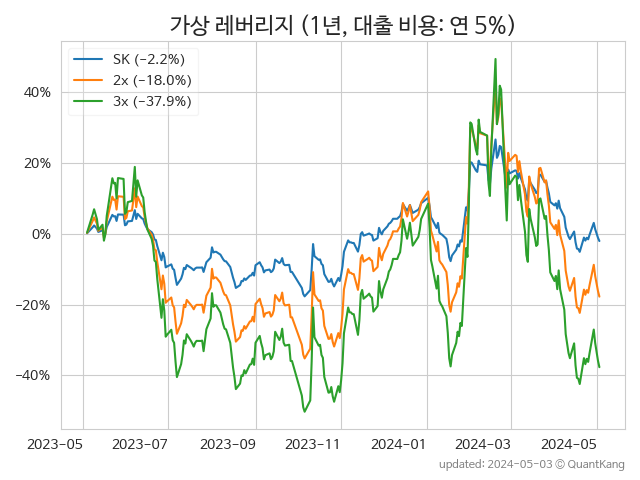 가상 레버리지 (1년, 대출 비용: 연 5%)
SK (−2.2%)
2x (−18.0%)
3x (−37.9%)
40%
20%
0%
−20%
−40%
2023-05 2023-07 2023-09 2023-11 2024-01 2024-03 2024-05
updated: 2024-05-03 ⓒ QuantKang